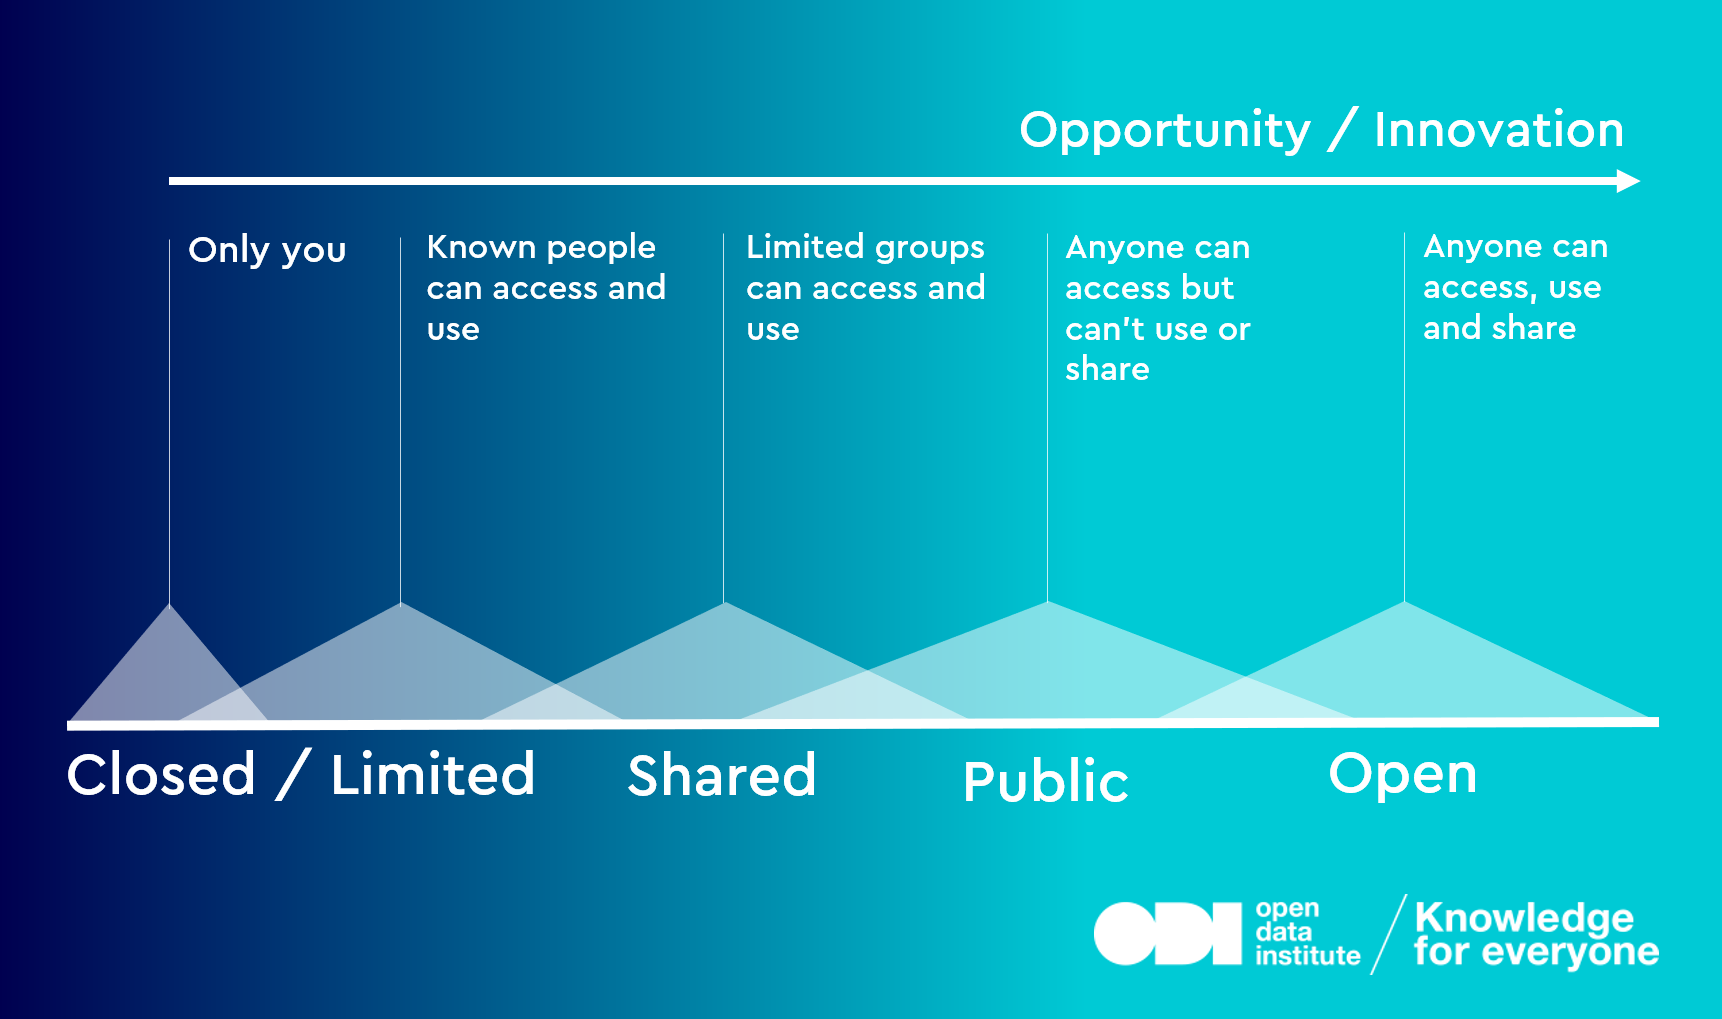 Opportunity / Innovation
Only you
Known people
can access and
use
Limited groups
can access and
use
Anyone can
access but
can't use or
share
Anyone can
access, use
and share
Closed / Limited
Shared
Public
Open
ODI
open
data
institute
Knowledge
for everyone